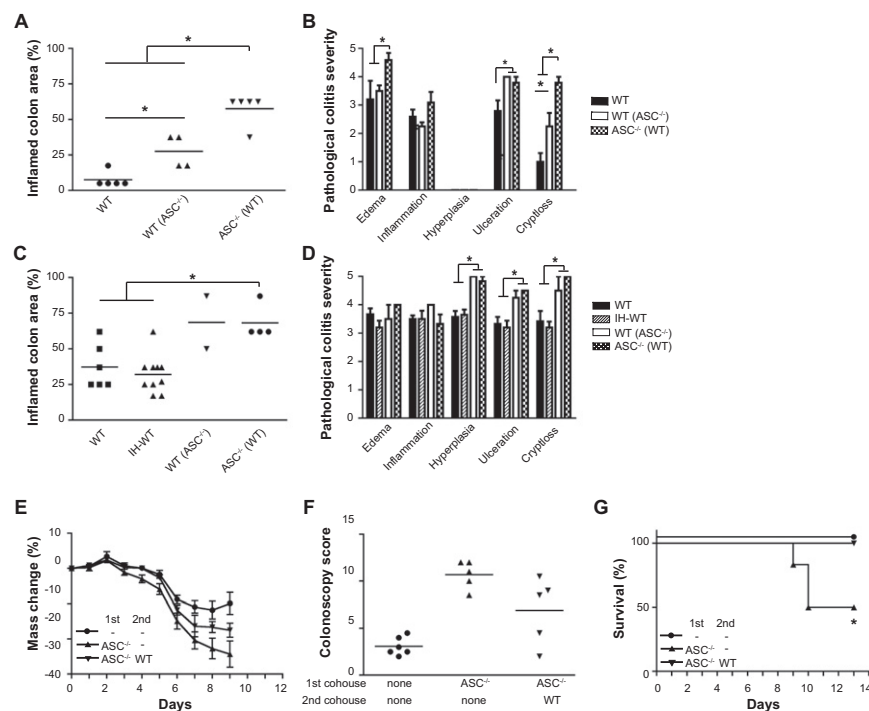 A
Inflamed colon area (%)
100
75
50
25
0
*
*
WT
WT (ASC-/-)
ASC-/- (WT)
B
Pathological colitis severity
5
4
3
2
1
0
*
*
*
*
Edema
Inflammation
Hyperplasia
Ulceration
Cryptloss
WT
WT (ASC-/-)
ASC-/- (WT)
C
Inflamed colon area (%)
100
75
50
25
0
*
WT
IH-WT
WT (ASC-/-)
ASC-/- (WT)
D
Pathological colitis severity
5
4
3
2
1
0
*
*
*
Edema
Inflammation
Hyperplasia
Ulceration
Cryptloss
WT
IH-WT
WT (ASC-/-)
ASC-/- (WT)
E
Mass change (%)
10
0
-10
-20
-30
-40
1st 2nd
- -
ASC-/- -
ASC-/- WT
0 2 4 6 8 10 12 14
Days
F
Colonoscopy score
15
10
5
0
1st cohouse none ASC-/- ASC-/-
2nd cohouse none none WT
G
Survival (%)
100
50
1st 2nd
- -
ASC-/- -
ASC-/- WT
*
0 2 4 6 8 10 12 14
Days